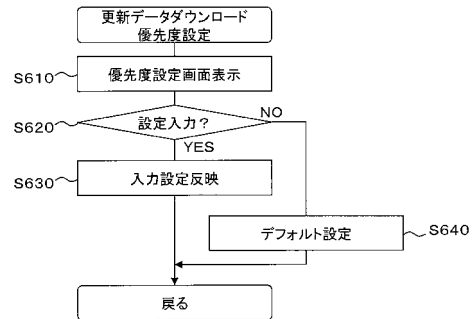 更新データダウンロード
優先度設定
S610
優先度設定画面表示
S620
設定入力？
NO
YES
S630
入力設定反映
デフォルト設定
S640
戻る